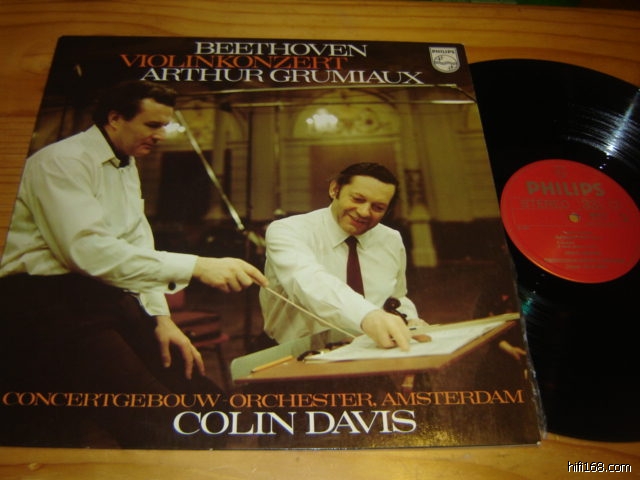 BEETHOVEN
VIOLINKONZERT
ARTHUR GRUMIAUX
PHILIPS
CONCERTGEBOUW-ORCHESTER, AMSTERDAM
COLIN DAVIS
PHILIPS
STEREO
hifi168.com